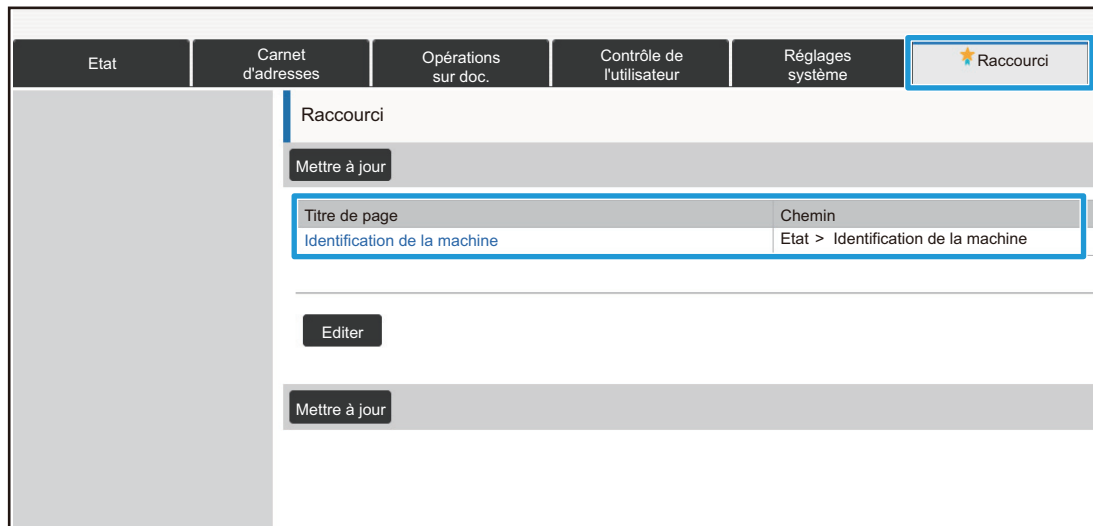 Etat
Carnet
d'adresses
Opérations
sur doc.
Contrôle de
l'utilisateur
Réglages
système
Raccourci
Raccourci
Mettre à jour
Titre de page Chemin
Identification de la machine Etat > Identification de la machine
Editer
Mettre à jour